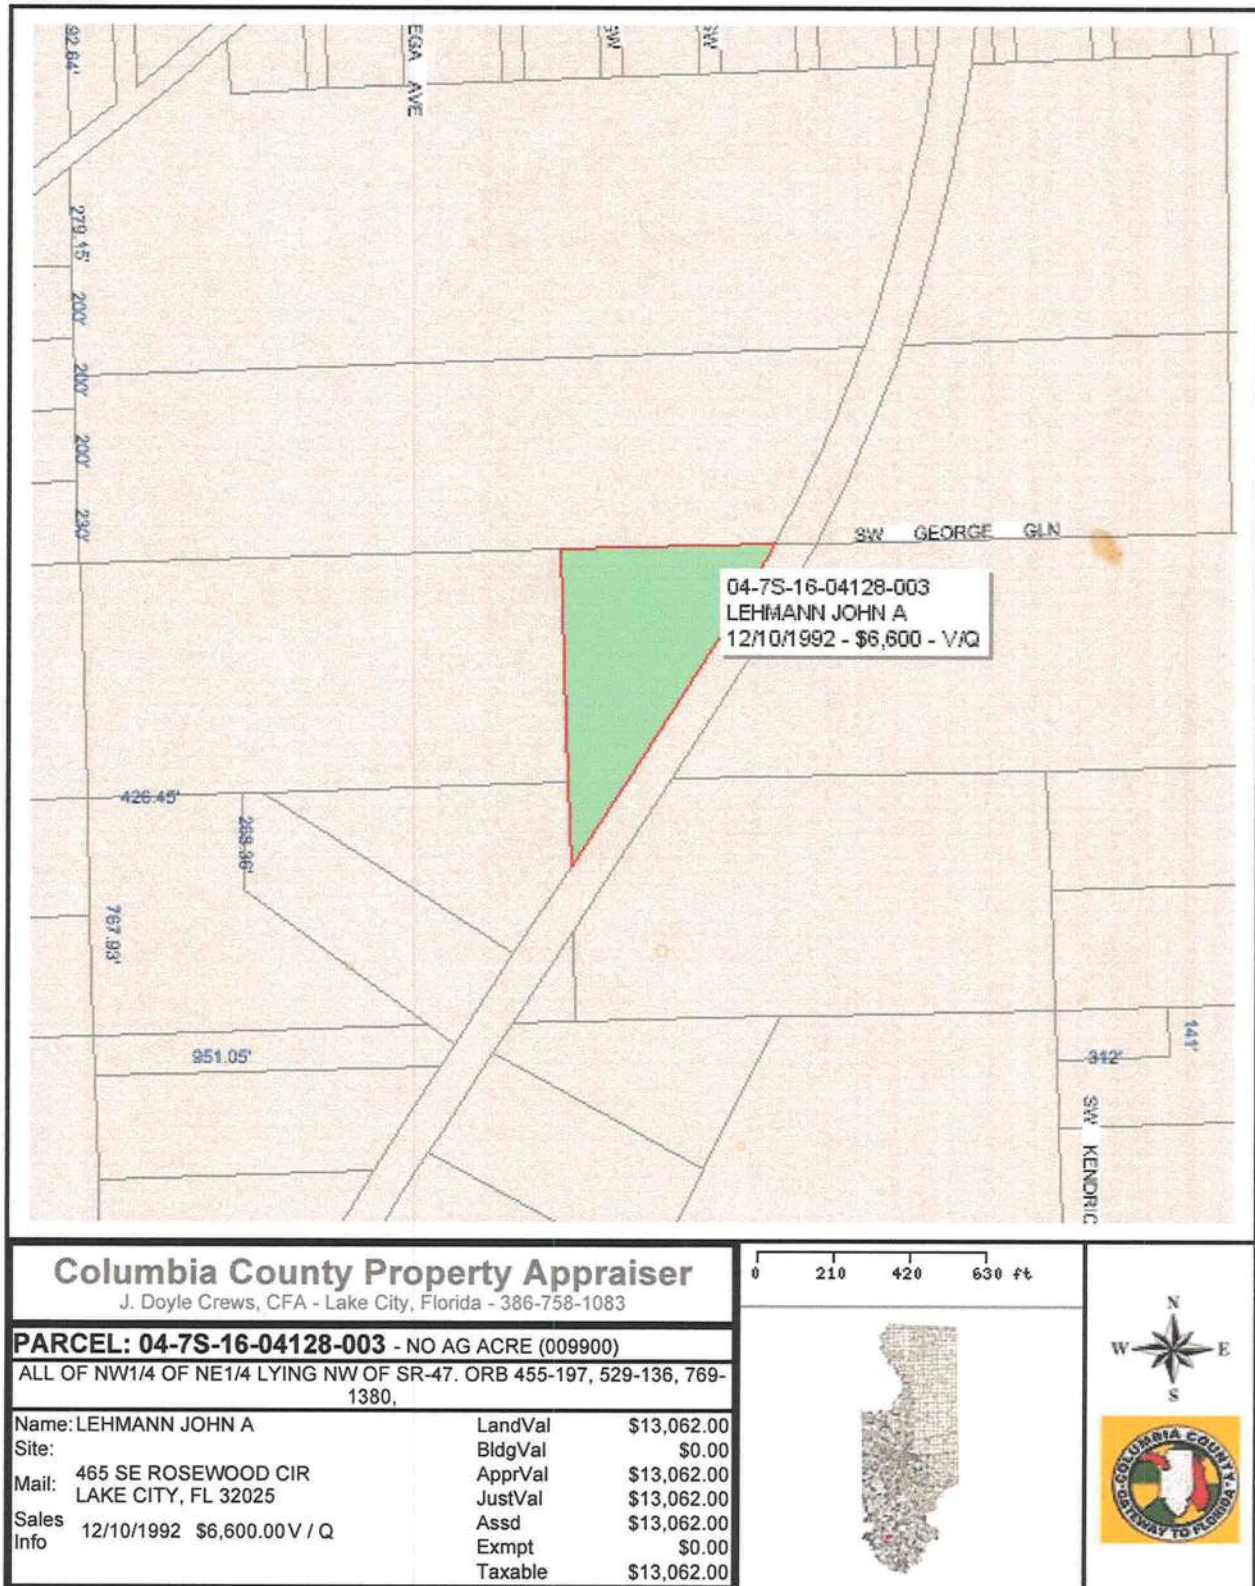 92.64'
EGA AVE
SW
SW
279.15'
200'
200'
200'
230'
SW GEORGE GLN
04-7S-16-04128-003
LEHMANN JOHN A
12/10/1992 - $6,600 - V/Q
426.45'
268.36'
767.93'
951.05'
141'
312'
SW KENDRIC
Columbia County Property Appraiser
J. Doyle Crews, CFA - Lake City, Florida - 386-758-1083
PARCEL: 04-7S-16-04128-003 - NO AG ACRE (009900)
ALL OF NW1/4 OF NE1/4 LYING NW OF SR-47. ORB 455-197, 529-136, 769-
1380,
Name: LEHMANN JOHN A
Site:
Mail: 465 SE ROSEWOOD CIR
LAKE CITY, FL 32025
Sales Info 12/10/1992 $6,600.00 V / Q
LandVal $13,062.00
BldgVal $0.00
ApprVal $13,062.00
JustVal $13,062.00
Assd $13,062.00
Exmpt $0.00
Taxable $13,062.00
0 210 420 630 ft
N
W E
S
COLUMBIA COUNTY
GATEWAY TO FLORIDA